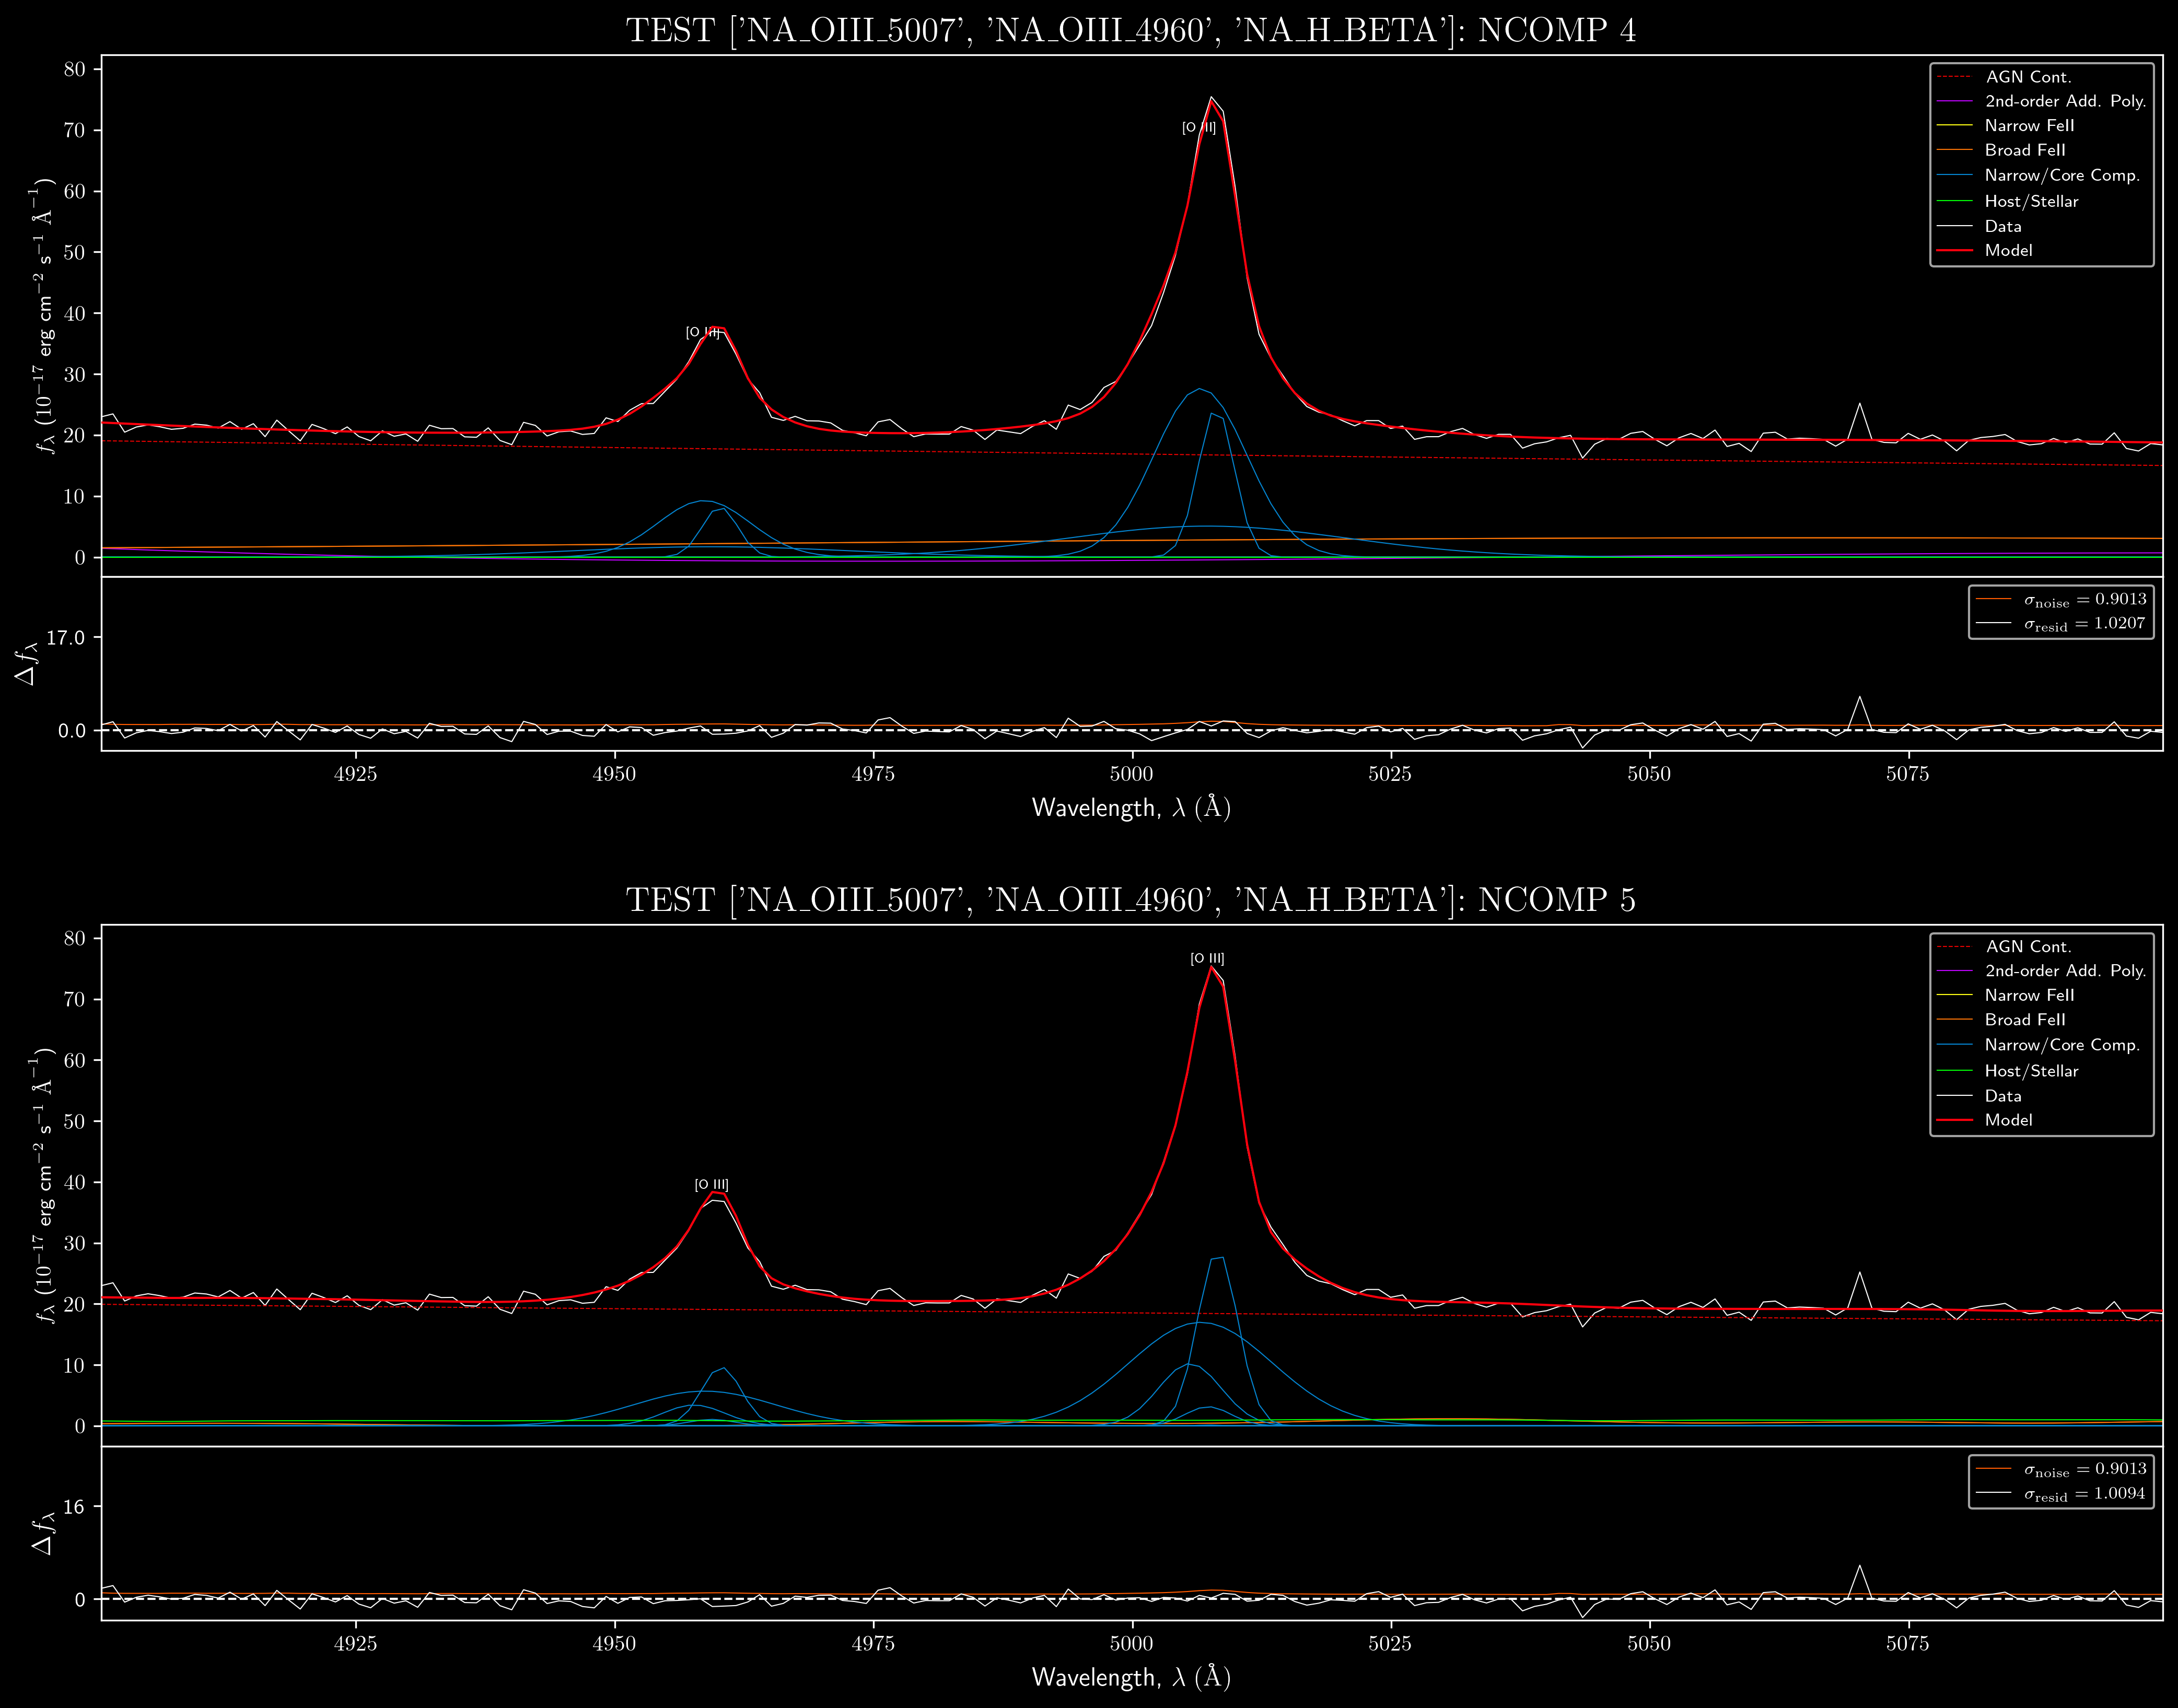 TEST ['NA_OIII_5007', 'NA_OIII_4960', 'NA_H_BETA']: NCOMP 4
80
70
60
50
40
30
20
10
0
f_λ (10⁻¹⁷ erg cm⁻² s⁻¹ Å⁻¹)
[O III]
[O III]
AGN Cont.
2nd-order Add. Poly.
Narrow FeII
Broad FeII
Narrow/Core Comp.
Host/Stellar
Data
Model
17.0
0.0
Δf_λ
σ_noise = 0.9013
σ_resid = 1.0207
4925 4950 4975 5000 5025 5050 5075
Wavelength, λ (Å)
TEST ['NA_OIII_5007', 'NA_OIII_4960', 'NA_H_BETA']: NCOMP 5
80
70
60
50
40
30
20
10
0
f_λ (10⁻¹⁷ erg cm⁻² s⁻¹ Å⁻¹)
[O III]
[O III]
AGN Cont.
2nd-order Add. Poly.
Narrow FeII
Broad FeII
Narrow/Core Comp.
Host/Stellar
Data
Model
16
0
Δf_λ
σ_noise = 0.9013
σ_resid = 1.0094
4925 4950 4975 5000 5025 5050 5075
Wavelength, λ (Å)